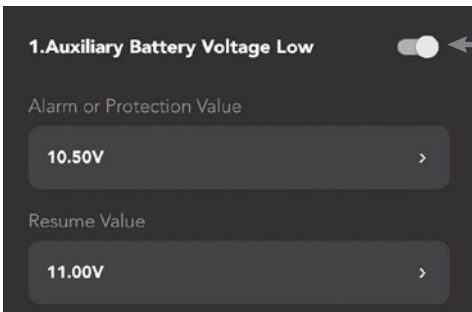 1.Auxiliary Battery Voltage Low
Alarm or Protection Value
10.50V
Resume Value
11.00V